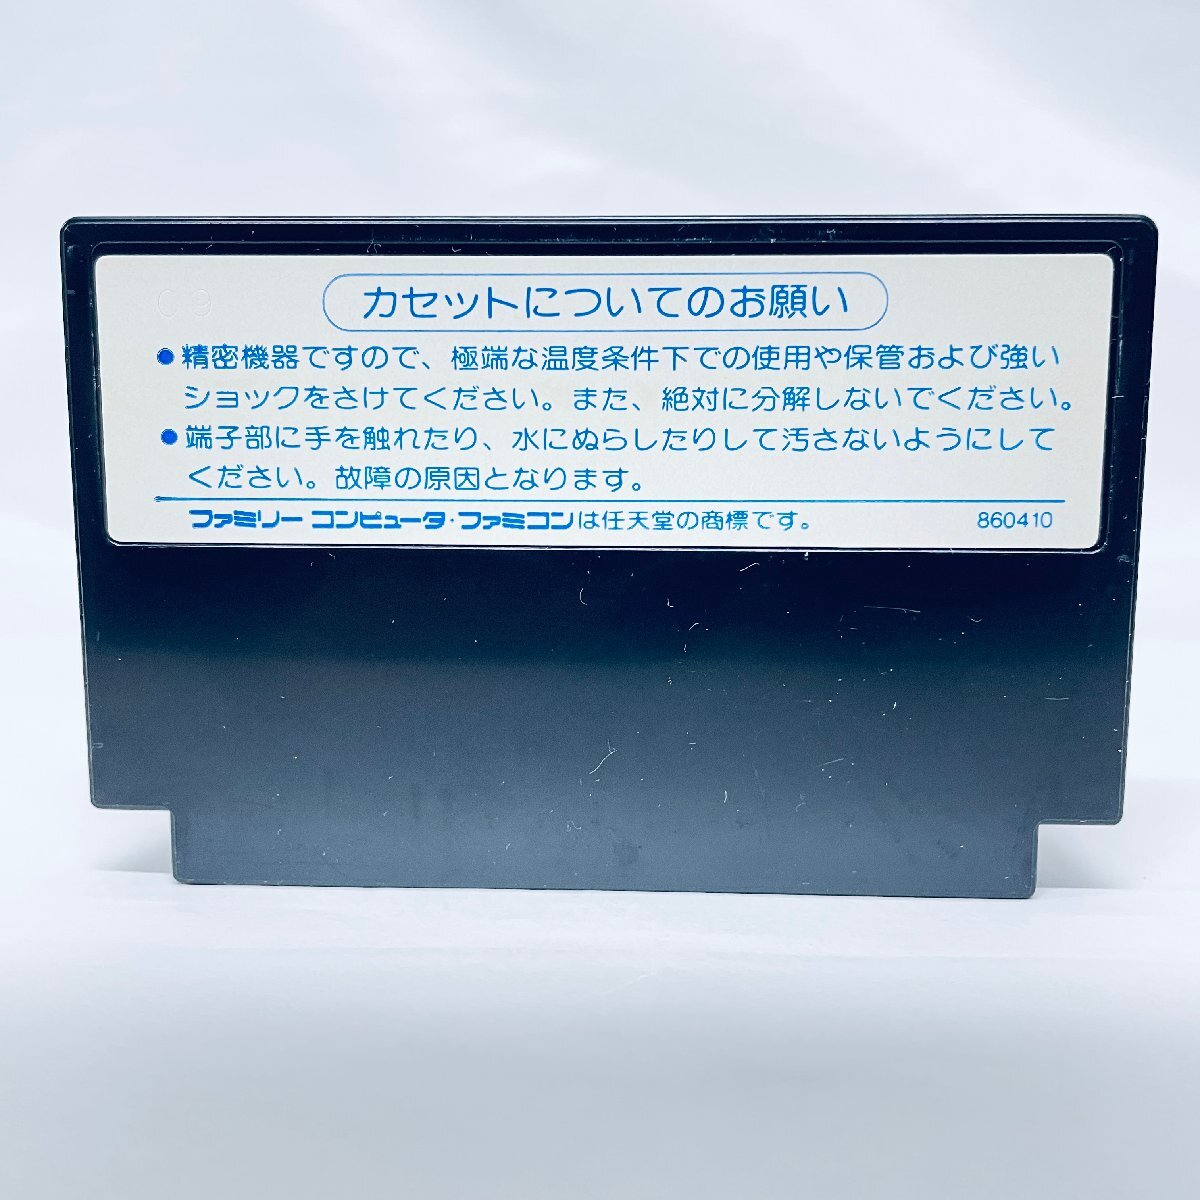 カセットについてのお願い
●精密機器ですので、極端な温度条件下での使用や保管および強い
ショックをさけてください。また、絶対に分解しないでください。
●端子部に手を触れたり、水にぬらしたりして汚さないようにして
ください。故障の原因となります。
ファミリー コンピュータ・ファミコンは任天堂の商標です。 860410